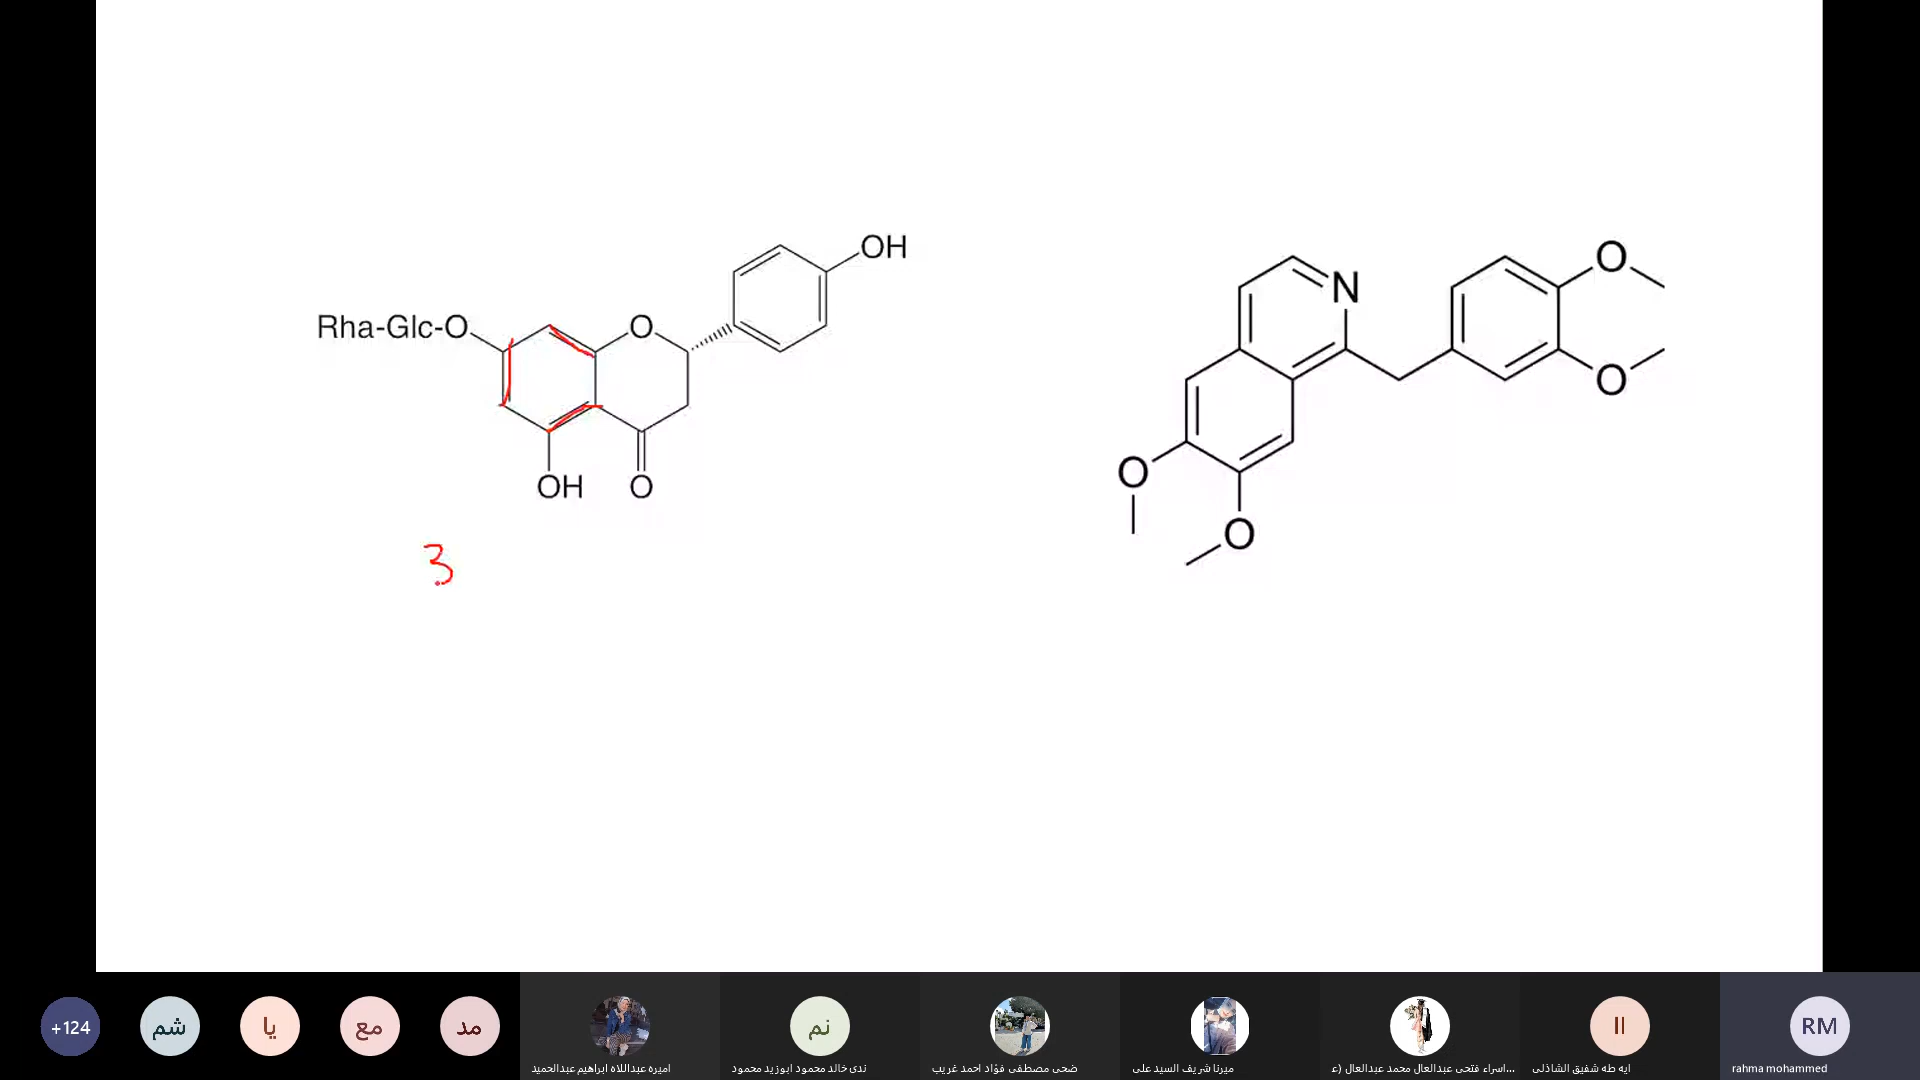 OH
Rha-Glc-O
O
OH
O
N
O
O
O
O
3
+124
شم
يا
مع
مد
نم
اا
RM
اميره عبداللاه ابراهيم عبدالحميد
ندى خالد محمود ابوزيد محمود
ضحى مصطفى فؤاد احمد غريب
ميرنا شريف السيد على
اسراء فتحى عبدالعال محمد عبدالعال (ع...
ايه طه شفيق الشاذلى
rahma mohammed